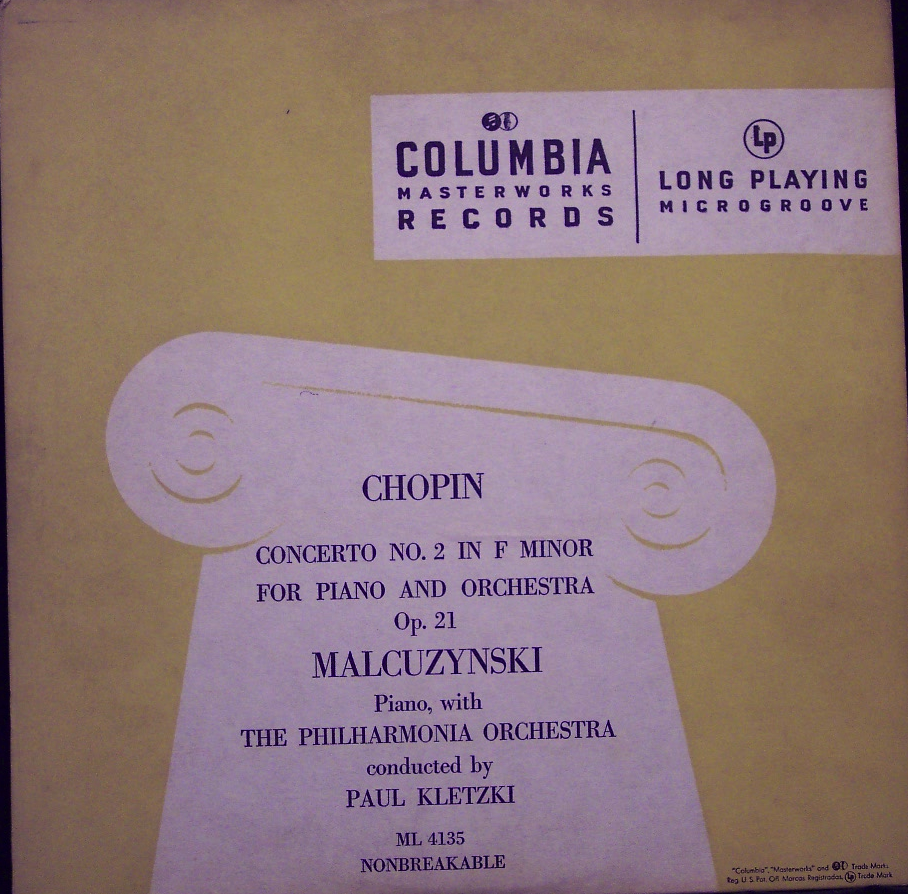 COLUMBIA
MASTERWORKS
RECORDS
LP
LONG PLAYING
MICROGROOVE
CHOPIN
CONCERTO NO. 2 IN F MINOR
FOR PIANO AND ORCHESTRA
Op. 21
MALCUZYNSKI
Piano, with
THE PHILHARMONIA ORCHESTRA
conducted by
PAUL KLETZKI
ML 4135
NONBREAKABLE
"Columbia", "Masterworks" and Trade Mark.
Reg. U. S. Pat. Off. Marcas Registradas. LP Trade Mark